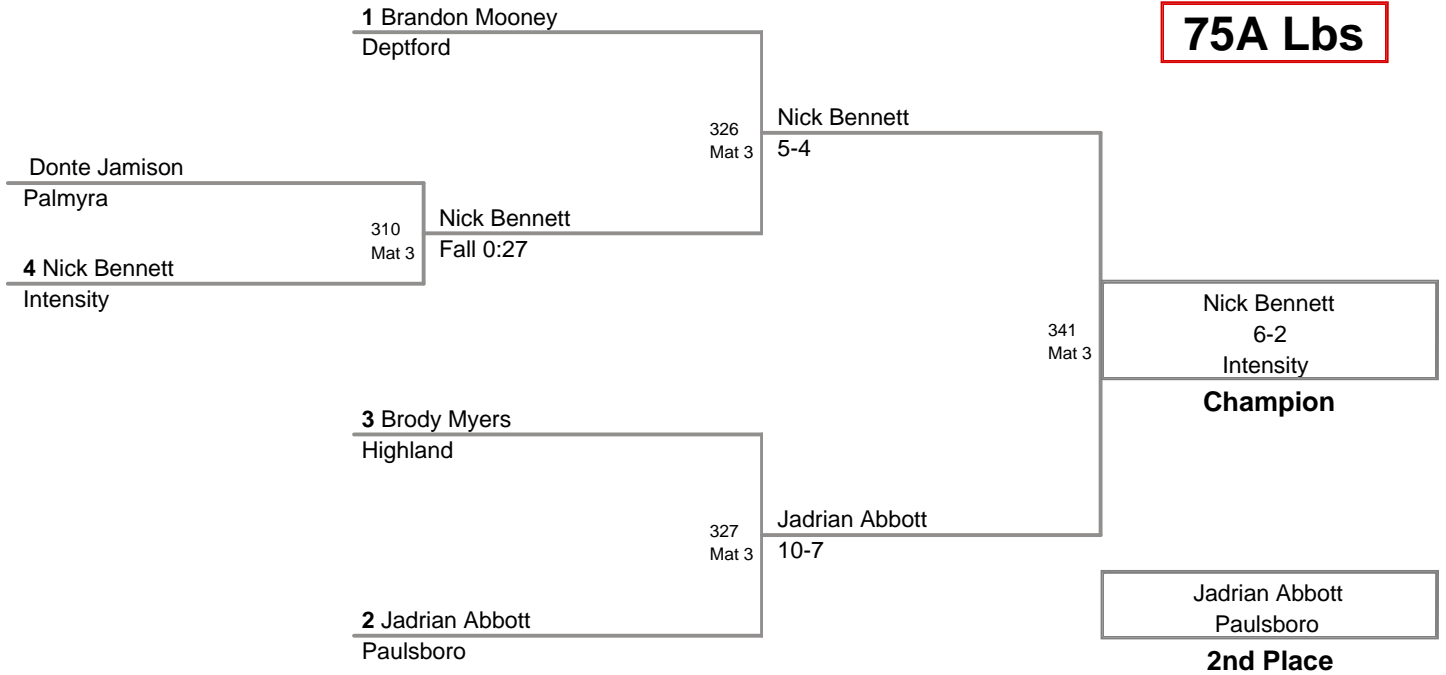 1 Brandon Mooney
Deptford
75A Lbs
326
Mat 3
Nick Bennett
5-4
Donte Jamison
Palmyra
310
Mat 3
Nick Bennett
Fall 0:27
4 Nick Bennett
Intensity
341
Mat 3
Nick Bennett
6-2
Intensity
Champion
3 Brody Myers
Highland
327
Mat 3
Jadrian Abbott
10-7
2 Jadrian Abbott
Paulsboro
Jadrian Abbott
Paulsboro
2nd Place